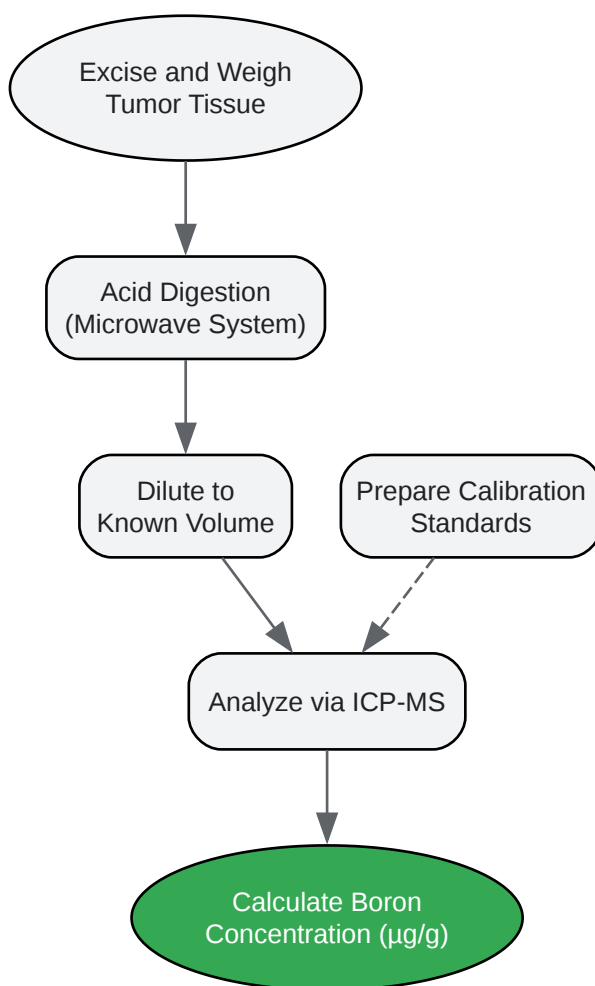 Excise and Weigh
Tumor Tissue
Acid Digestion
(Microwave System)
Dilute to
Known Volume
Prepare Calibration
Standards
Analyze via ICP-MS
Calculate Boron
Concentration (µg/g)